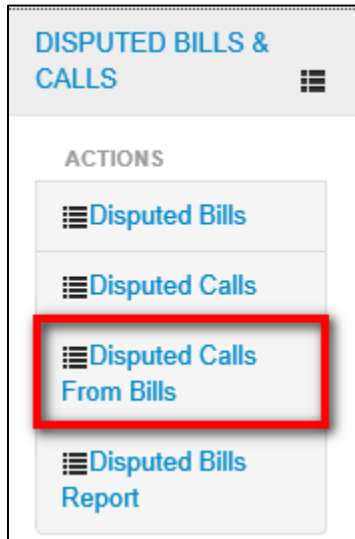 DISPUTED BILLS &
CALLS
ACTIONS
Disputed Bills
Disputed Calls
Disputed Calls
From Bills
Disputed Bills
Report